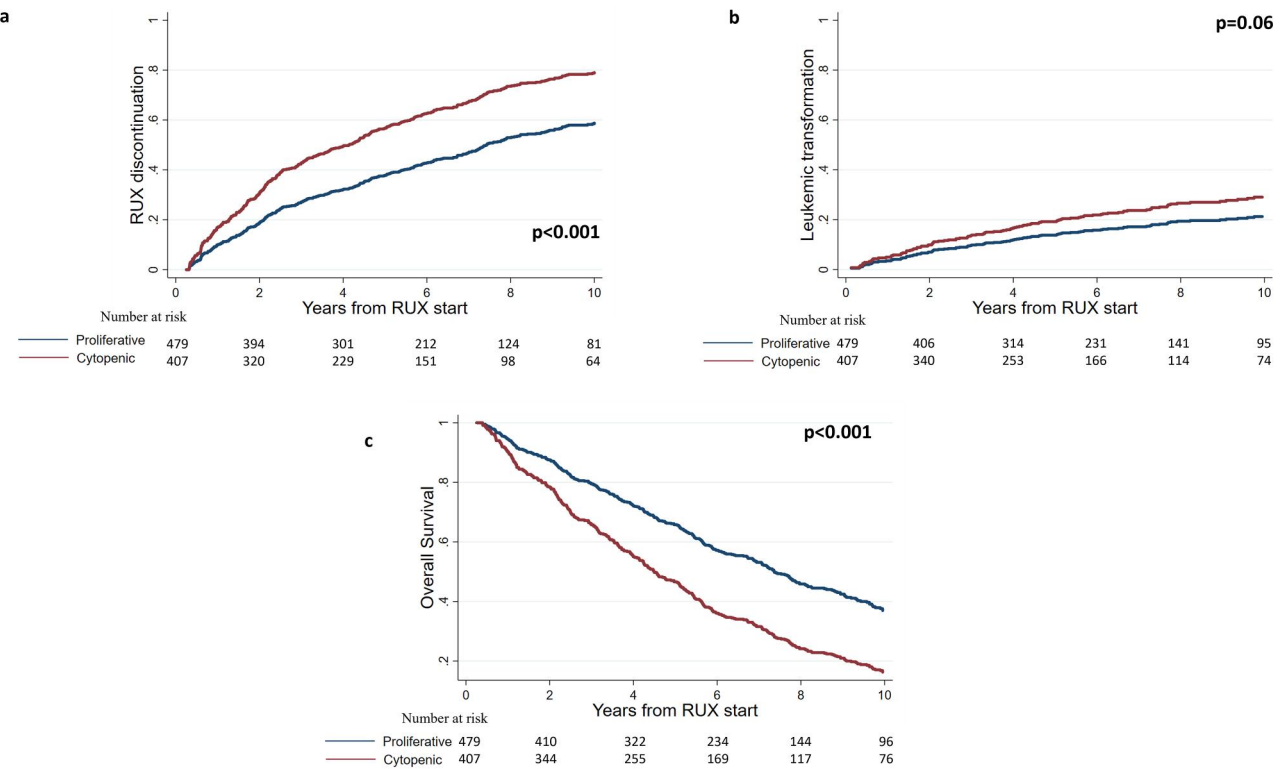 a
RUX discontinuation
1
.8
.6
.4
.2
0
p<0.001
0 2 4 6 8 10
Years from RUX start
Number at risk
Proliferative 479 394 301 212 124 81
Cytopenic 407 320 229 151 98 64
b
p=0.06
Leukemic transformation
1
.8
.6
.4
.2
0
0 2 4 6 8 10
Years from RUX start
Number at risk
Proliferative 479 406 314 231 141 95
Cytopenic 407 340 253 166 114 74
c
p<0.001
Overall Survival
1
.8
.6
.4
.2
0 2 4 6 8 10
Years from RUX start
Number at risk
Proliferative 479 410 322 234 144 96
Cytopenic 407 344 255 169 117 76